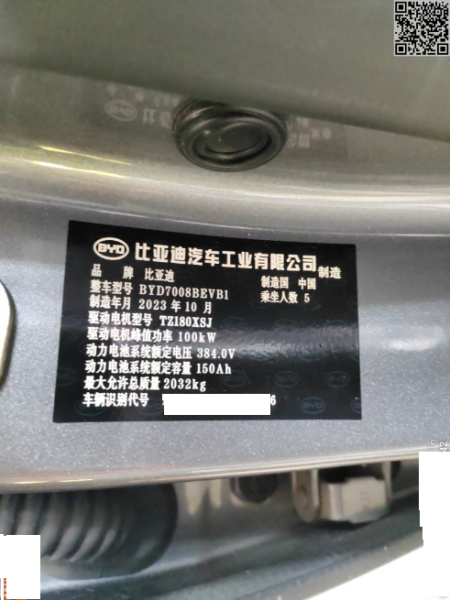 BYD 比亚迪汽车工业有限公司 制造
品 牌 比亚迪 制造国 中国
整车型号 BYD7008BEVB1 乘坐人数 5
制造年月 2023 年 10 月
驱动电机型号 TZ180XSJ
驱动电机峰值功率 100kW
动力电池系统额定电压 384.0V
动力电池系统额定容量 150Ah
最大允许总质量 2032kg
车辆识别代号 6